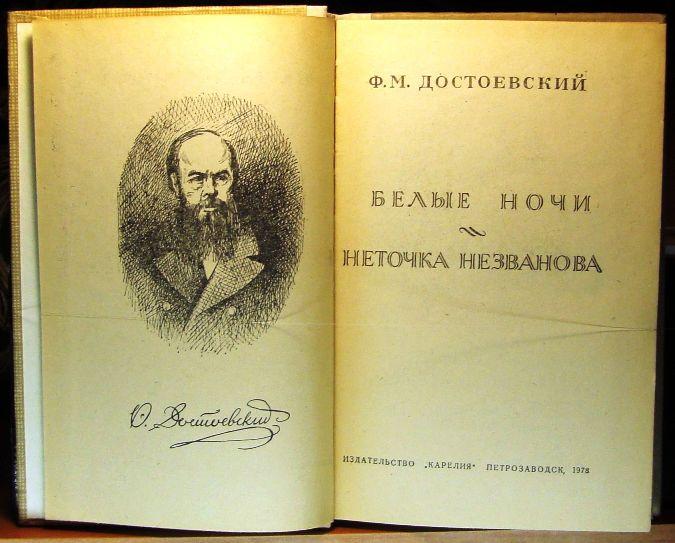 Ѳ. Достоевский
Ф.М. ДОСТОЕВСКИЙ
БЕЛЫЕ НОЧИ
НЕТОЧКА НЕЗВАНОВА
ИЗДАТЕЛЬСТВО „КАРЕЛИЯ" ПЕТРОЗАВОДСК, 1978